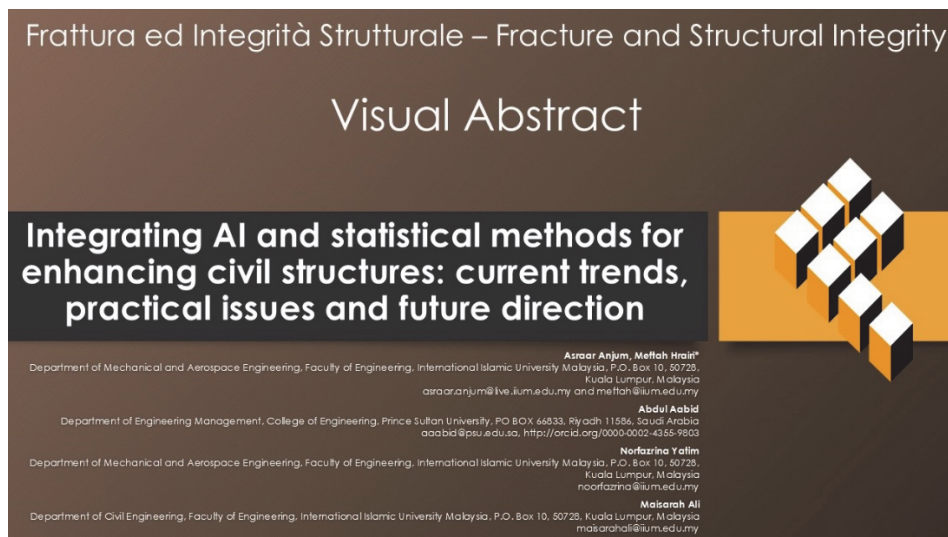 Frattura ed Integrità Strutturale – Fracture and Structural Integrity
Visual Abstract
Integrating AI and statistical methods for
enhancing civil structures: current trends,
practical issues and future direction
Asraar Anjum, Meftah Hrairi*
Department of Mechanical and Aerospace Engineering, Faculty of Engineering, International Islamic University Malaysia, P.O. Box 10, 50728,
Kuala Lumpur, Malaysia
asraar.anjum@live.iium.edu.my and meftah@iium.edu.my
Abdul Aabid
Department of Engineering Management, College of Engineering, Prince Sultan University, PO BOX 66833, Riyadh 11586, Saudi Arabia
aaabid@psu.edu.sa, http://orcid.org/0000-0002-4355-9803
Norfazrina Yatim
Department of Mechanical and Aerospace Engineering, Faculty of Engineering, International Islamic University Malaysia, P.O. Box 10, 50728,
Kuala Lumpur, Malaysia
noorfazrina@iium.edu.my
Maisarah Ali
Department of Civil Engineering, Faculty of Engineering, International Islamic University Malaysia, P.O. Box 10, 50728, Kuala Lumpur, Malaysia
maisarahali@iium.edu.my